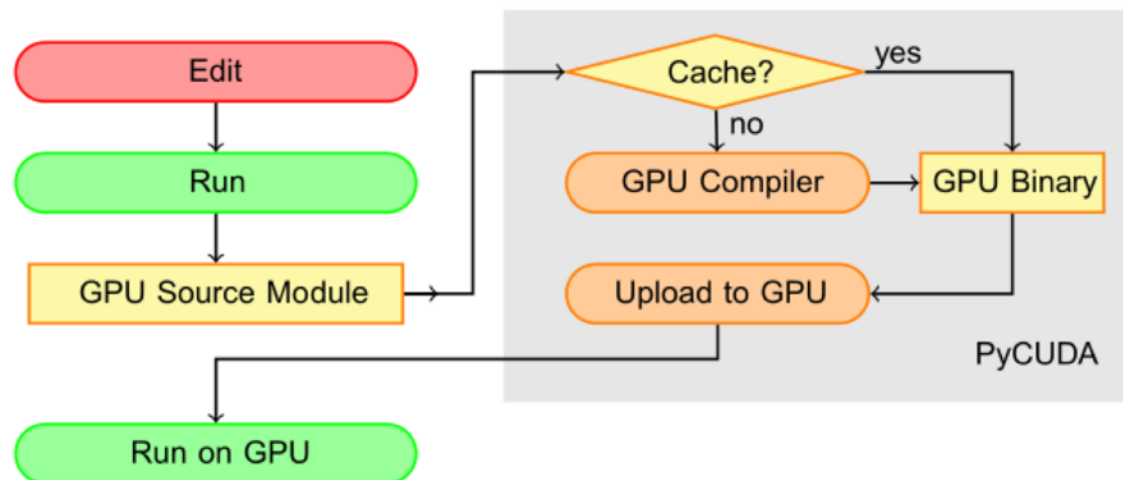 Edit
Run
GPU Source Module
Cache?
yes
no
GPU Compiler
GPU Binary
Upload to GPU
PyCUDA
Run on GPU